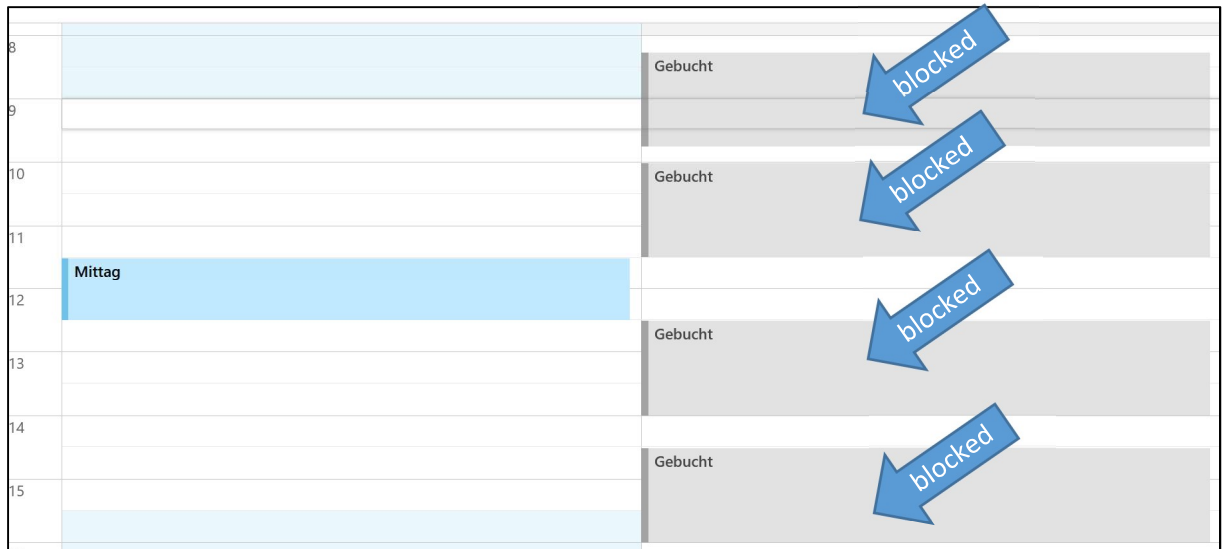 8
Gebucht
blocked
9
10
Gebucht
blocked
11
Mittag
12
blocked
Gebucht
13
14
blocked
Gebucht
15